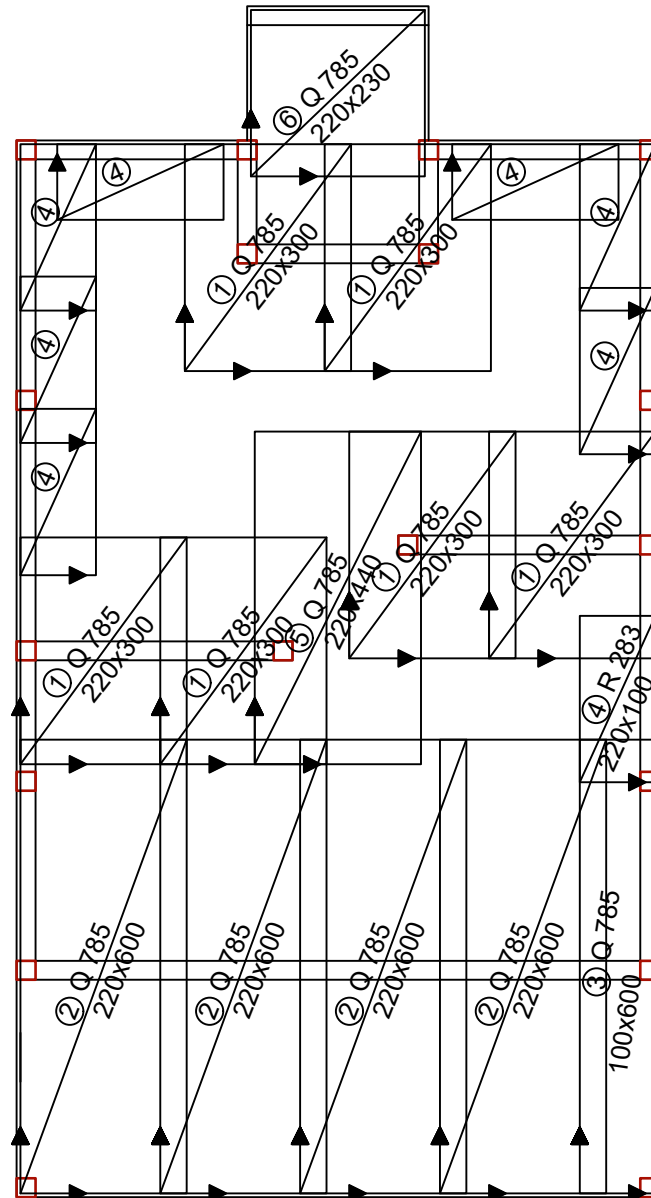 ⑥ Q 785
220x230
④
④
④
④
① Q 785
220x300
① Q 785
220x300
④
④
④
① Q 785
220x300
① Q 785
220x300
① Q 785
220x300
① Q 785
220x300
⑤ Q 785
220x440
④ R 283
220x100
② Q 785
220x600
② Q 785
220x600
② Q 785
220x600
② Q 785
220x600
③ Q 785
100x600